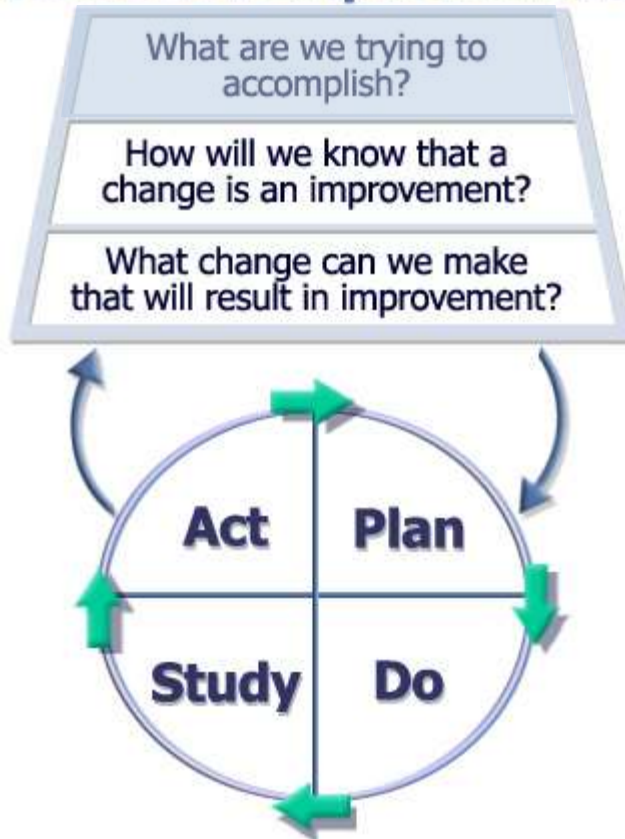 What are we trying to
accomplish?
How will we know that a
change is an improvement?
What change can we make
that will result in improvement?
Act
Plan
Study
Do